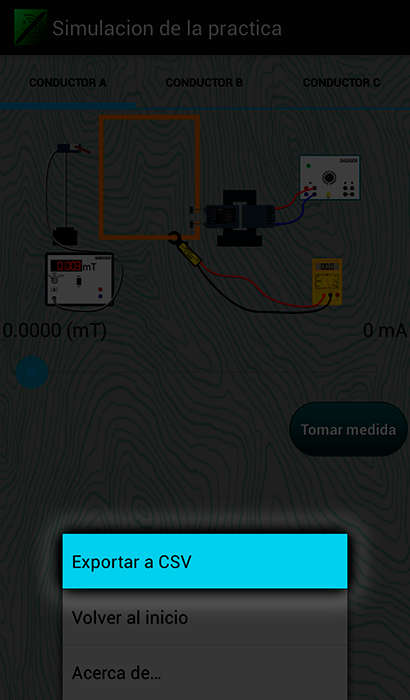 Simulacion de la practica
CONDUCTOR A
CONDUCTOR B
CONDUCTOR C
mT
0.0000 (mT)
0 mA
Tomar medida
Exportar a CSV
Volver al inicio
Acerca de...